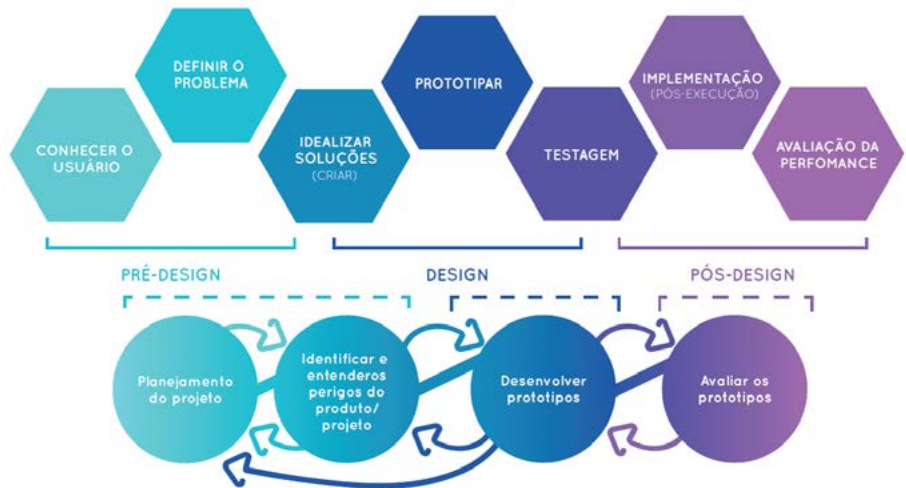 CONHECER O
USUÁRIO
DEFINIR O
PROBLEMA
IDEALIZAR
SOLUÇÕES
(CRIAR)
PROTOTIPAR
TESTAGEM
IMPLEMENTAÇÃO
(PÓS-EXECUÇÃO)
AVALIAÇÃO DA
PERFOMANCE
PRÉ-DESIGN
DESIGN
PÓS-DESIGN
Planejamento
do projeto
Identificar e
entenderos
perigos do
produto/
projeto
Desenvolver
prototipos
Avaliar os
prototipos